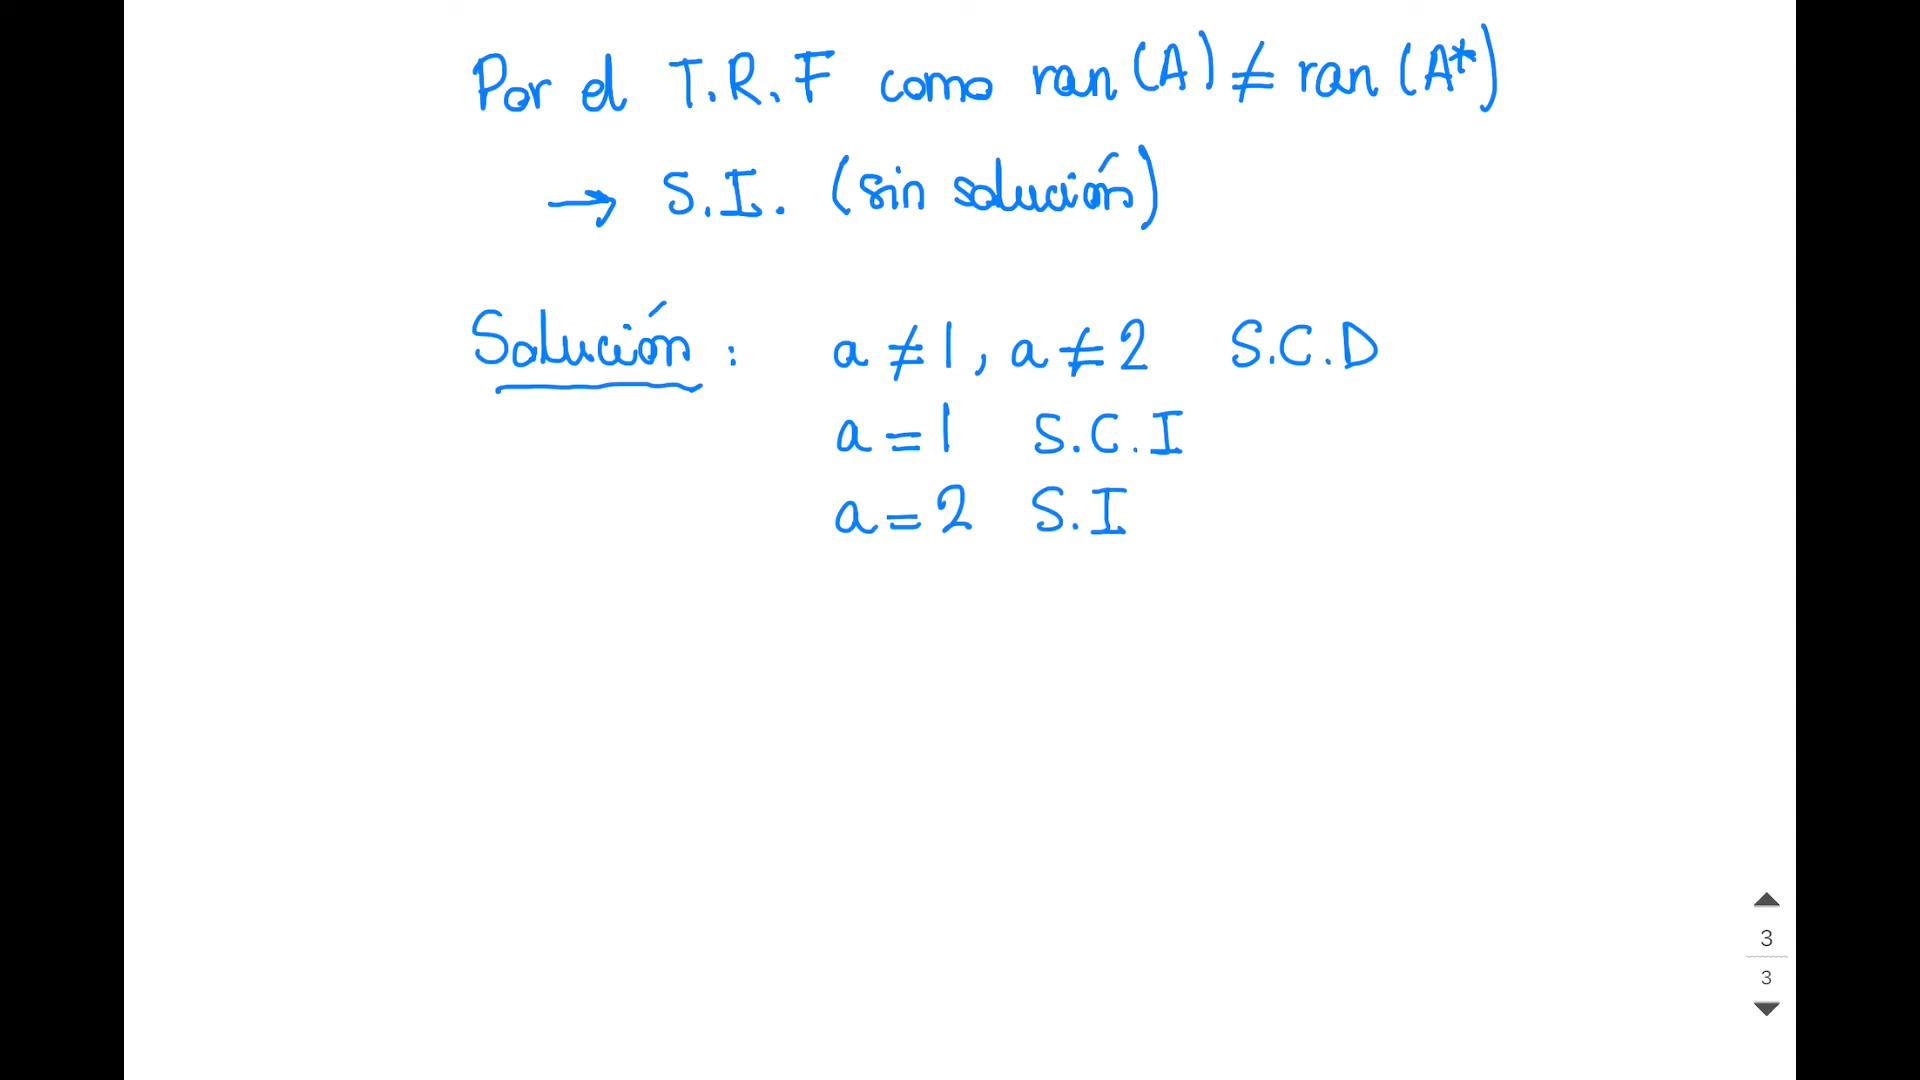 Por el T.R.F como ran (A) ≠ ran (A*)
→ S.I. (sin solución)
Solución : a ≠ 1, a ≠ 2 S.C.D
a = 1 S.C.I
a = 2 S.I
3
3